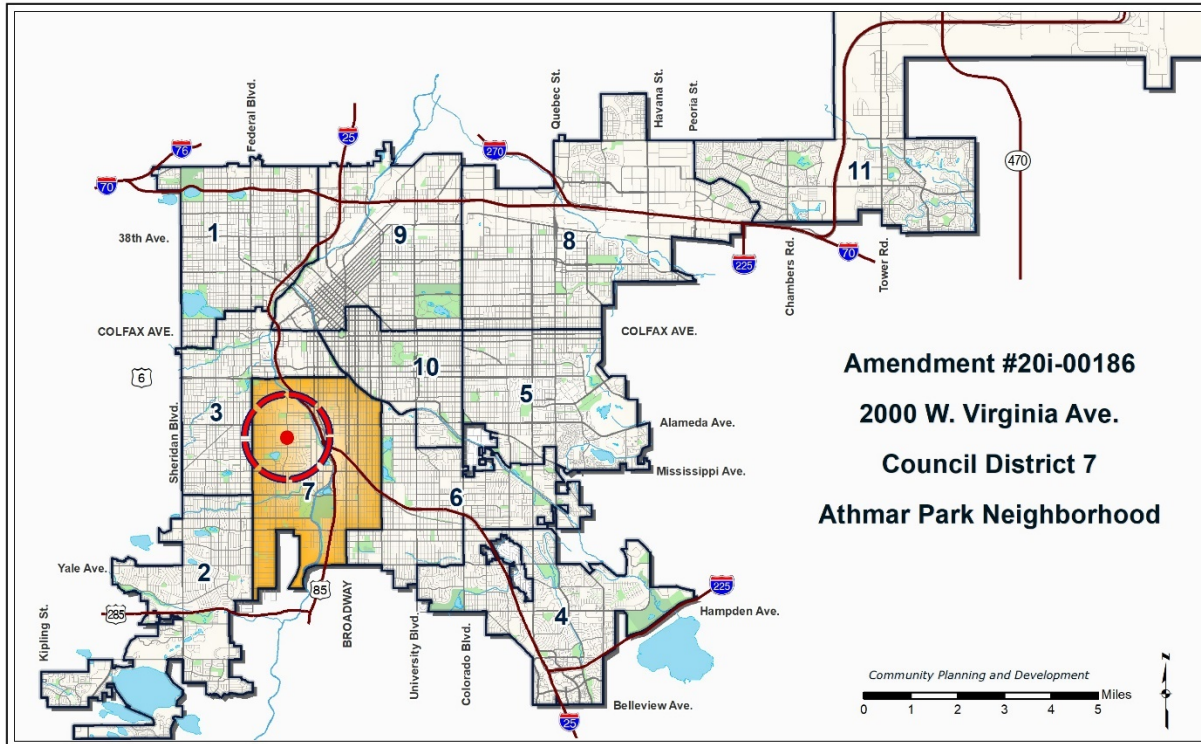 Federal Blvd.
Quebec St.
Havana St.
Peoria St.
76
25
270
70
470
11
1
9
8
38th Ave.
225
70
Chambers Rd.
Tower Rd.
COLFAX AVE.
COLFAX AVE.
6
10
5
3
Sheridan Blvd.
Alameda Ave.
Mississippi Ave.
7
6
2
Yale Ave.
85
285
BROADWAY
University Blvd.
Colorado Blvd.
4
225
Hampden Ave.
Kipling St.
25
Belleview Ave.
Amendment #20i-00186
2000 W. Virginia Ave.
Council District 7
Athmar Park Neighborhood
Community Planning and Development
Miles
0 1 2 3 4 5
N